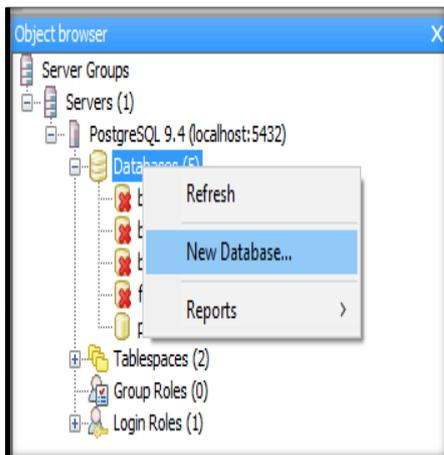 Object browser X
Server Groups
Servers (1)
PostgreSQL 9.4 (localhost:5432)
Databases (5)
Refresh
New Database...
Reports
Tablespaces (2)
Group Roles (0)
Login Roles (1)